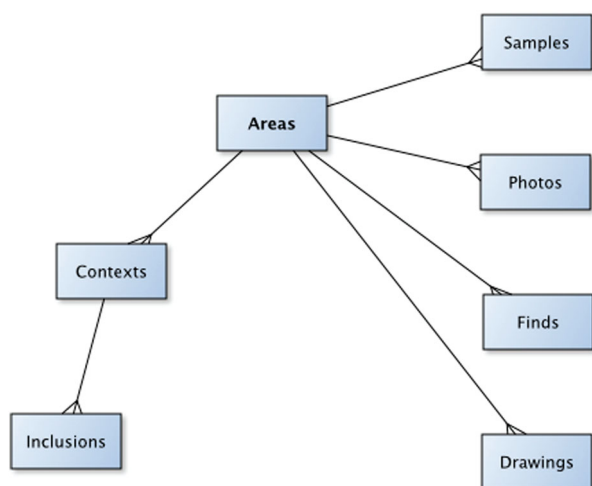 Samples
Areas
Photos
Contexts
Finds
Inclusions
Drawings